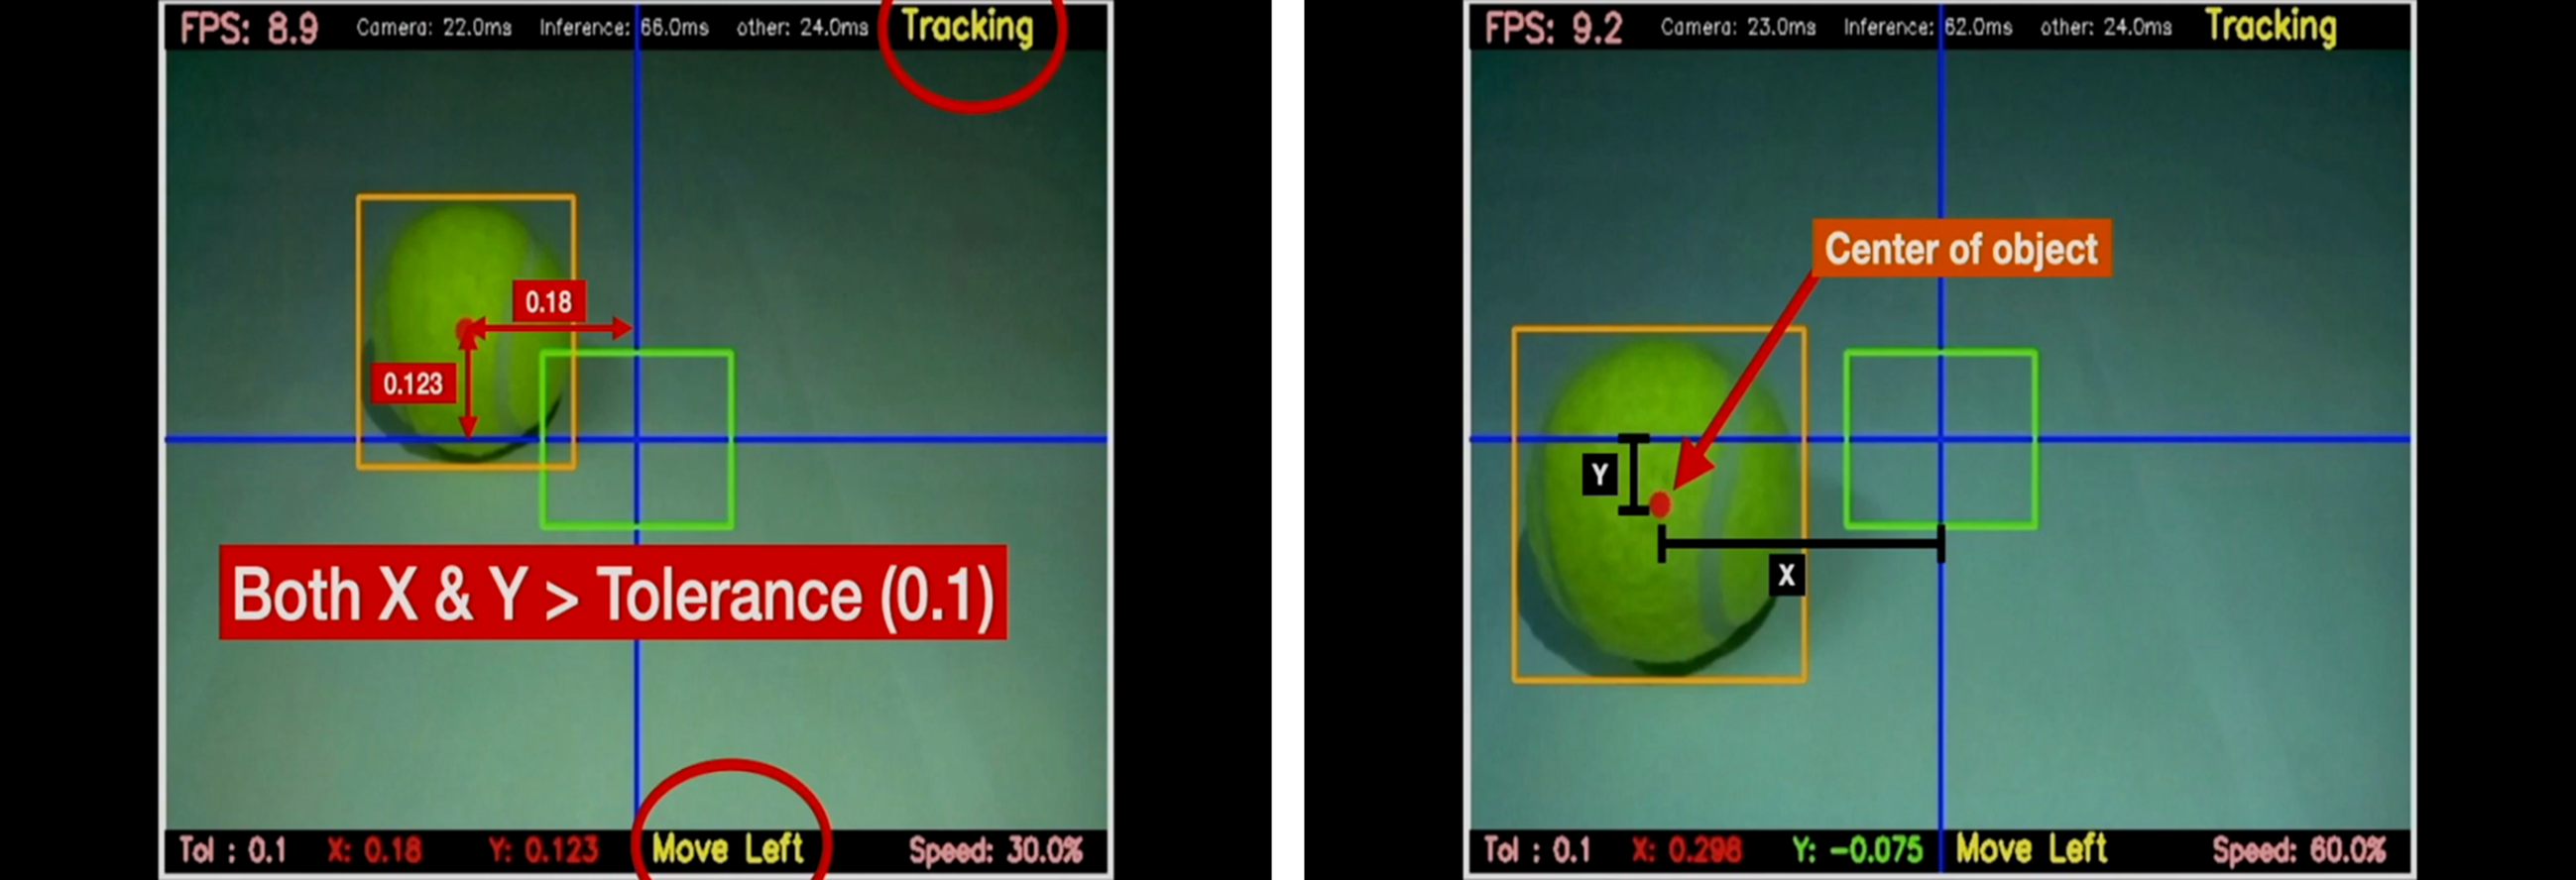 FPS: 8.9 Camera: 22.0ms Inference: 66.0ms other: 24.0ms Tracking
0.18
0.123
Both X & Y > Tolerance (0.1)
Tol : 0.1 X: 0.18 Y: 0.123 Move Left Speed: 30.0%
FPS: 9.2 Camera: 23.0ms Inference: 62.0ms other: 24.0ms Tracking
Center of object
Y
X
Tol : 0.1 X: 0.298 Y: -0.075 Move Left Speed: 60.0%